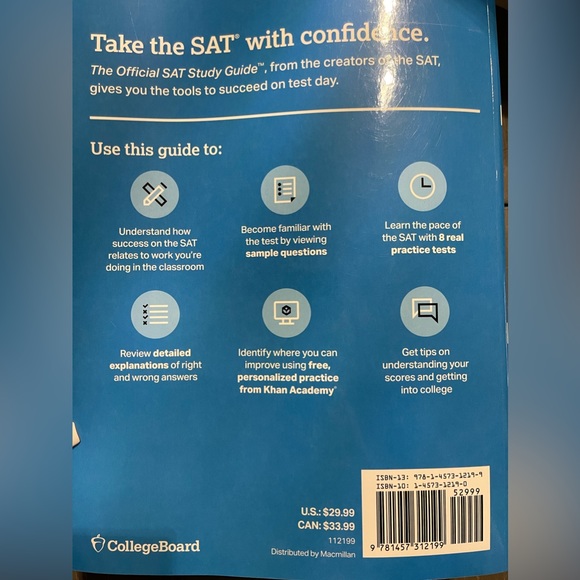 Take the SAT® with confidence.
The Official SAT Study Guide™, from the creators of the SAT,
gives you the tools to succeed on test day.
Use this guide to:
Understand how
success on the SAT
relates to work you're
doing in the classroom
Become familiar with
the test by viewing
sample questions
Learn the pace of
the SAT with 8 real
practice tests
Review detailed
explanations of right
and wrong answers
Identify where you can
improve using free,
personalized practice
from Khan Academy®
Get tips on
understanding your
scores and getting
into college
CollegeBoard
U.S.: $29.99
CAN: $33.99
112199
Distributed by Macmillan
ISBN-13: 978-1-4573-1219-9
ISBN-10: 1-4573-1219-0
52999
9 781457 312199